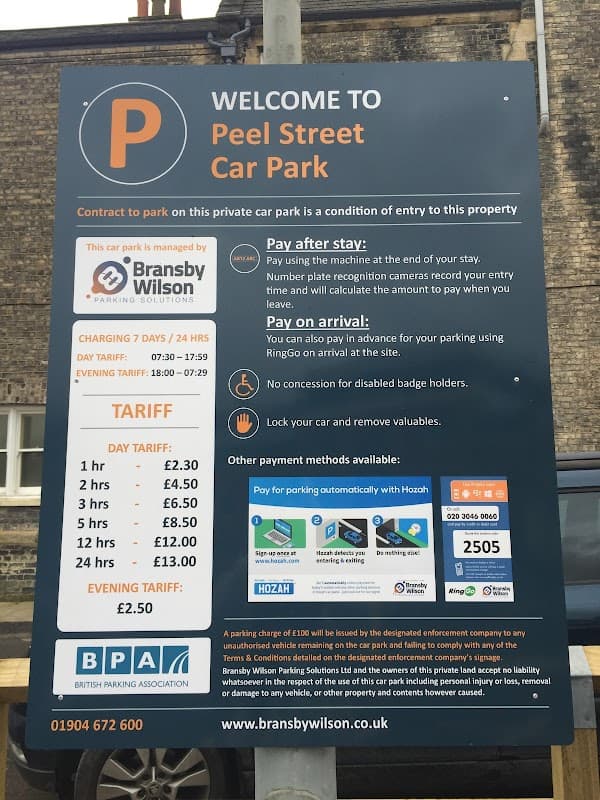 P
WELCOME TO
Peel Street
Car Park
Contract to park on this private car park is a condition of entry to this property
This car park is managed by
Bransby
Wilson
PARKING SOLUTIONS
CHARGING 7 DAYS / 24 HRS
DAY TARIFF: 07:30 – 17:59
EVENING TARIFF: 18:00 – 07:29
TARIFF
DAY TARIFF:
1 hr - £2.30
2 hrs - £4.50
3 hrs - £6.50
5 hrs - £8.50
12 hrs - £12.00
24 hrs - £13.00
EVENING TARIFF:
£2.50
BPA
BRITISH PARKING ASSOCIATION
Pay after stay:
Pay using the machine at the end of your stay.
Number plate recognition cameras record your entry
time and will calculate the amount to pay when you
leave.
Pay on arrival:
You can also pay in advance for your parking using
RingGo on arrival at the site.
No concession for disabled badge holders.
Lock your car and remove valuables.
Other payment methods available:
Pay for parking automatically with Hozah
1
2
3
Sign-up once at
www.hozah.com
Hozah detects you
entering & exiting
Do nothing else!
HOZAH
Bransby
Wilson
020 3046 0060
2505
RingGo
Bransby
Wilson
A parking charge of £100 will be issued by the designated enforcement company to any
unauthorised vehicle remaining on the car park and failing to comply with any of the
Terms & Conditions detailed on the designated enforcement company's signage.
Bransby Wilson Parking Solutions Ltd and the owners of this private land accept no liability
whatsoever in the respect of the use of this car park including personal injury or loss, removal
or damage to any vehicle, or other property and contents however caused.
01904 672 600
www.bransbywilson.co.uk